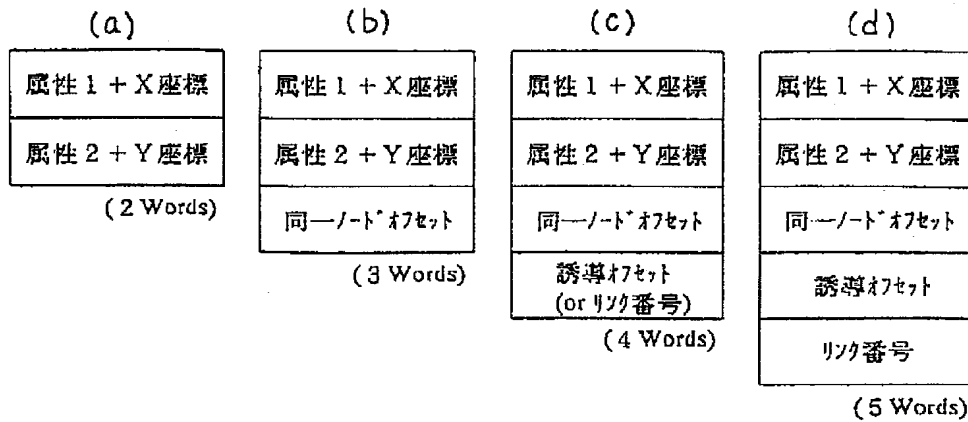 (a)
属性1+X座標
属性2+Y座標
(2 Words)
(b)
属性1+X座標
属性2+Y座標
同一ﾉｰﾄﾞｵﾌｾｯﾄ
(3 Words)
(c)
属性1+X座標
属性2+Y座標
同一ﾉｰﾄﾞｵﾌｾｯﾄ
誘導ｵﾌｾｯﾄ
(or ﾘﾝｸ番号)
(4 Words)
(d)
属性1+X座標
属性2+Y座標
同一ﾉｰﾄﾞｵﾌｾｯﾄ
誘導ｵﾌｾｯﾄ
ﾘﾝｸ番号
(5 Words)